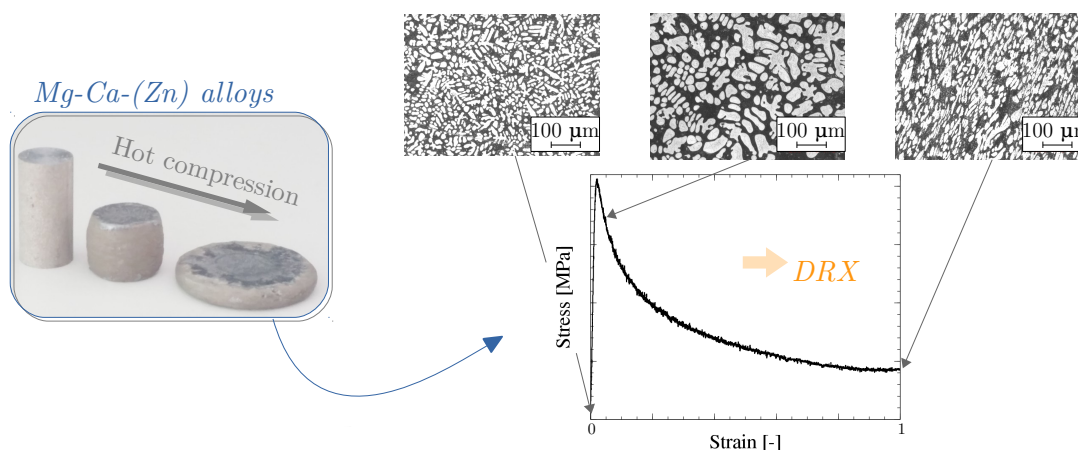 Mg-Ca-(Zn) alloys
Hot compression
100 µm
100 µm
100 µm
Stress [MPa]
DRX
0
1
Strain [-]